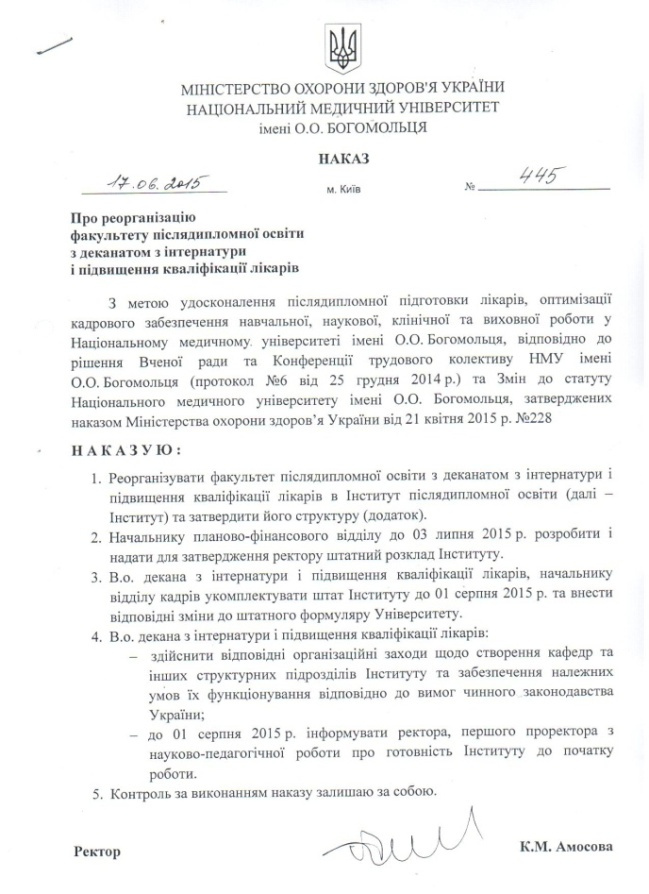 МІНІСТЕРСТВО ОХОРОНИ ЗДОРОВ'Я УКРАЇНИ
НАЦІОНАЛЬНИЙ МЕДИЧНИЙ УНІВЕРСИТЕТ
імені О.О. БОГОМОЛЬЦЯ
НАКАЗ
17.06.2015 м. Київ № 445
Про реорганізацію
факультету післядипломної освіти
з деканатом з інтернатури
і підвищення кваліфікації лікарів
З метою удосконалення післядипломної підготовки лікарів, оптимізації
кадрового забезпечення навчальної, наукової, клінічної та виховної роботи у
Національному медичному університеті імені О.О. Богомольця, відповідно до
рішення Вченої ради та Конференції трудового колективу НМУ імені
О.О. Богомольця (протокол №6 від 25 грудня 2014 р.) та Змін до статуту
Національного медичного університету імені О.О. Богомольця, затверджених
наказом Міністерства охорони здоров'я України від 21 квітня 2015 р. №228
НАКАЗУЮ:
1. Реорганізувати факультет післядипломної освіти з деканатом з інтернатури і
підвищення кваліфікації лікарів в Інститут післядипломної освіти (далі –
Інститут) та затвердити його структуру (додаток).
2. Начальнику планово-фінансового відділу до 03 липня 2015 р. розробити і
надати для затвердження ректору штатний розклад Інституту.
3. В.о. декана з інтернатури і підвищення кваліфікації лікарів, начальнику
відділу кадрів укомплектувати штат Інституту до 01 серпня 2015 р. та внести
відповідні зміни до штатного формуляру Університету.
4. В.о. декана з інтернатури і підвищення кваліфікації лікарів:
– здійснити відповідні організаційні заходи щодо створення кафедр та
інших структурних підрозділів Інституту та забезпечення належних
умов їх функціонування відповідно до вимог чинного законодавства
України;
– до 01 серпня 2015 р. інформувати ректора, першого проректора з
науково-педагогічної роботи про готовність Інституту до початку
роботи.
5. Контроль за виконанням наказу залишаю за собою.
Ректор К.М. Амосова